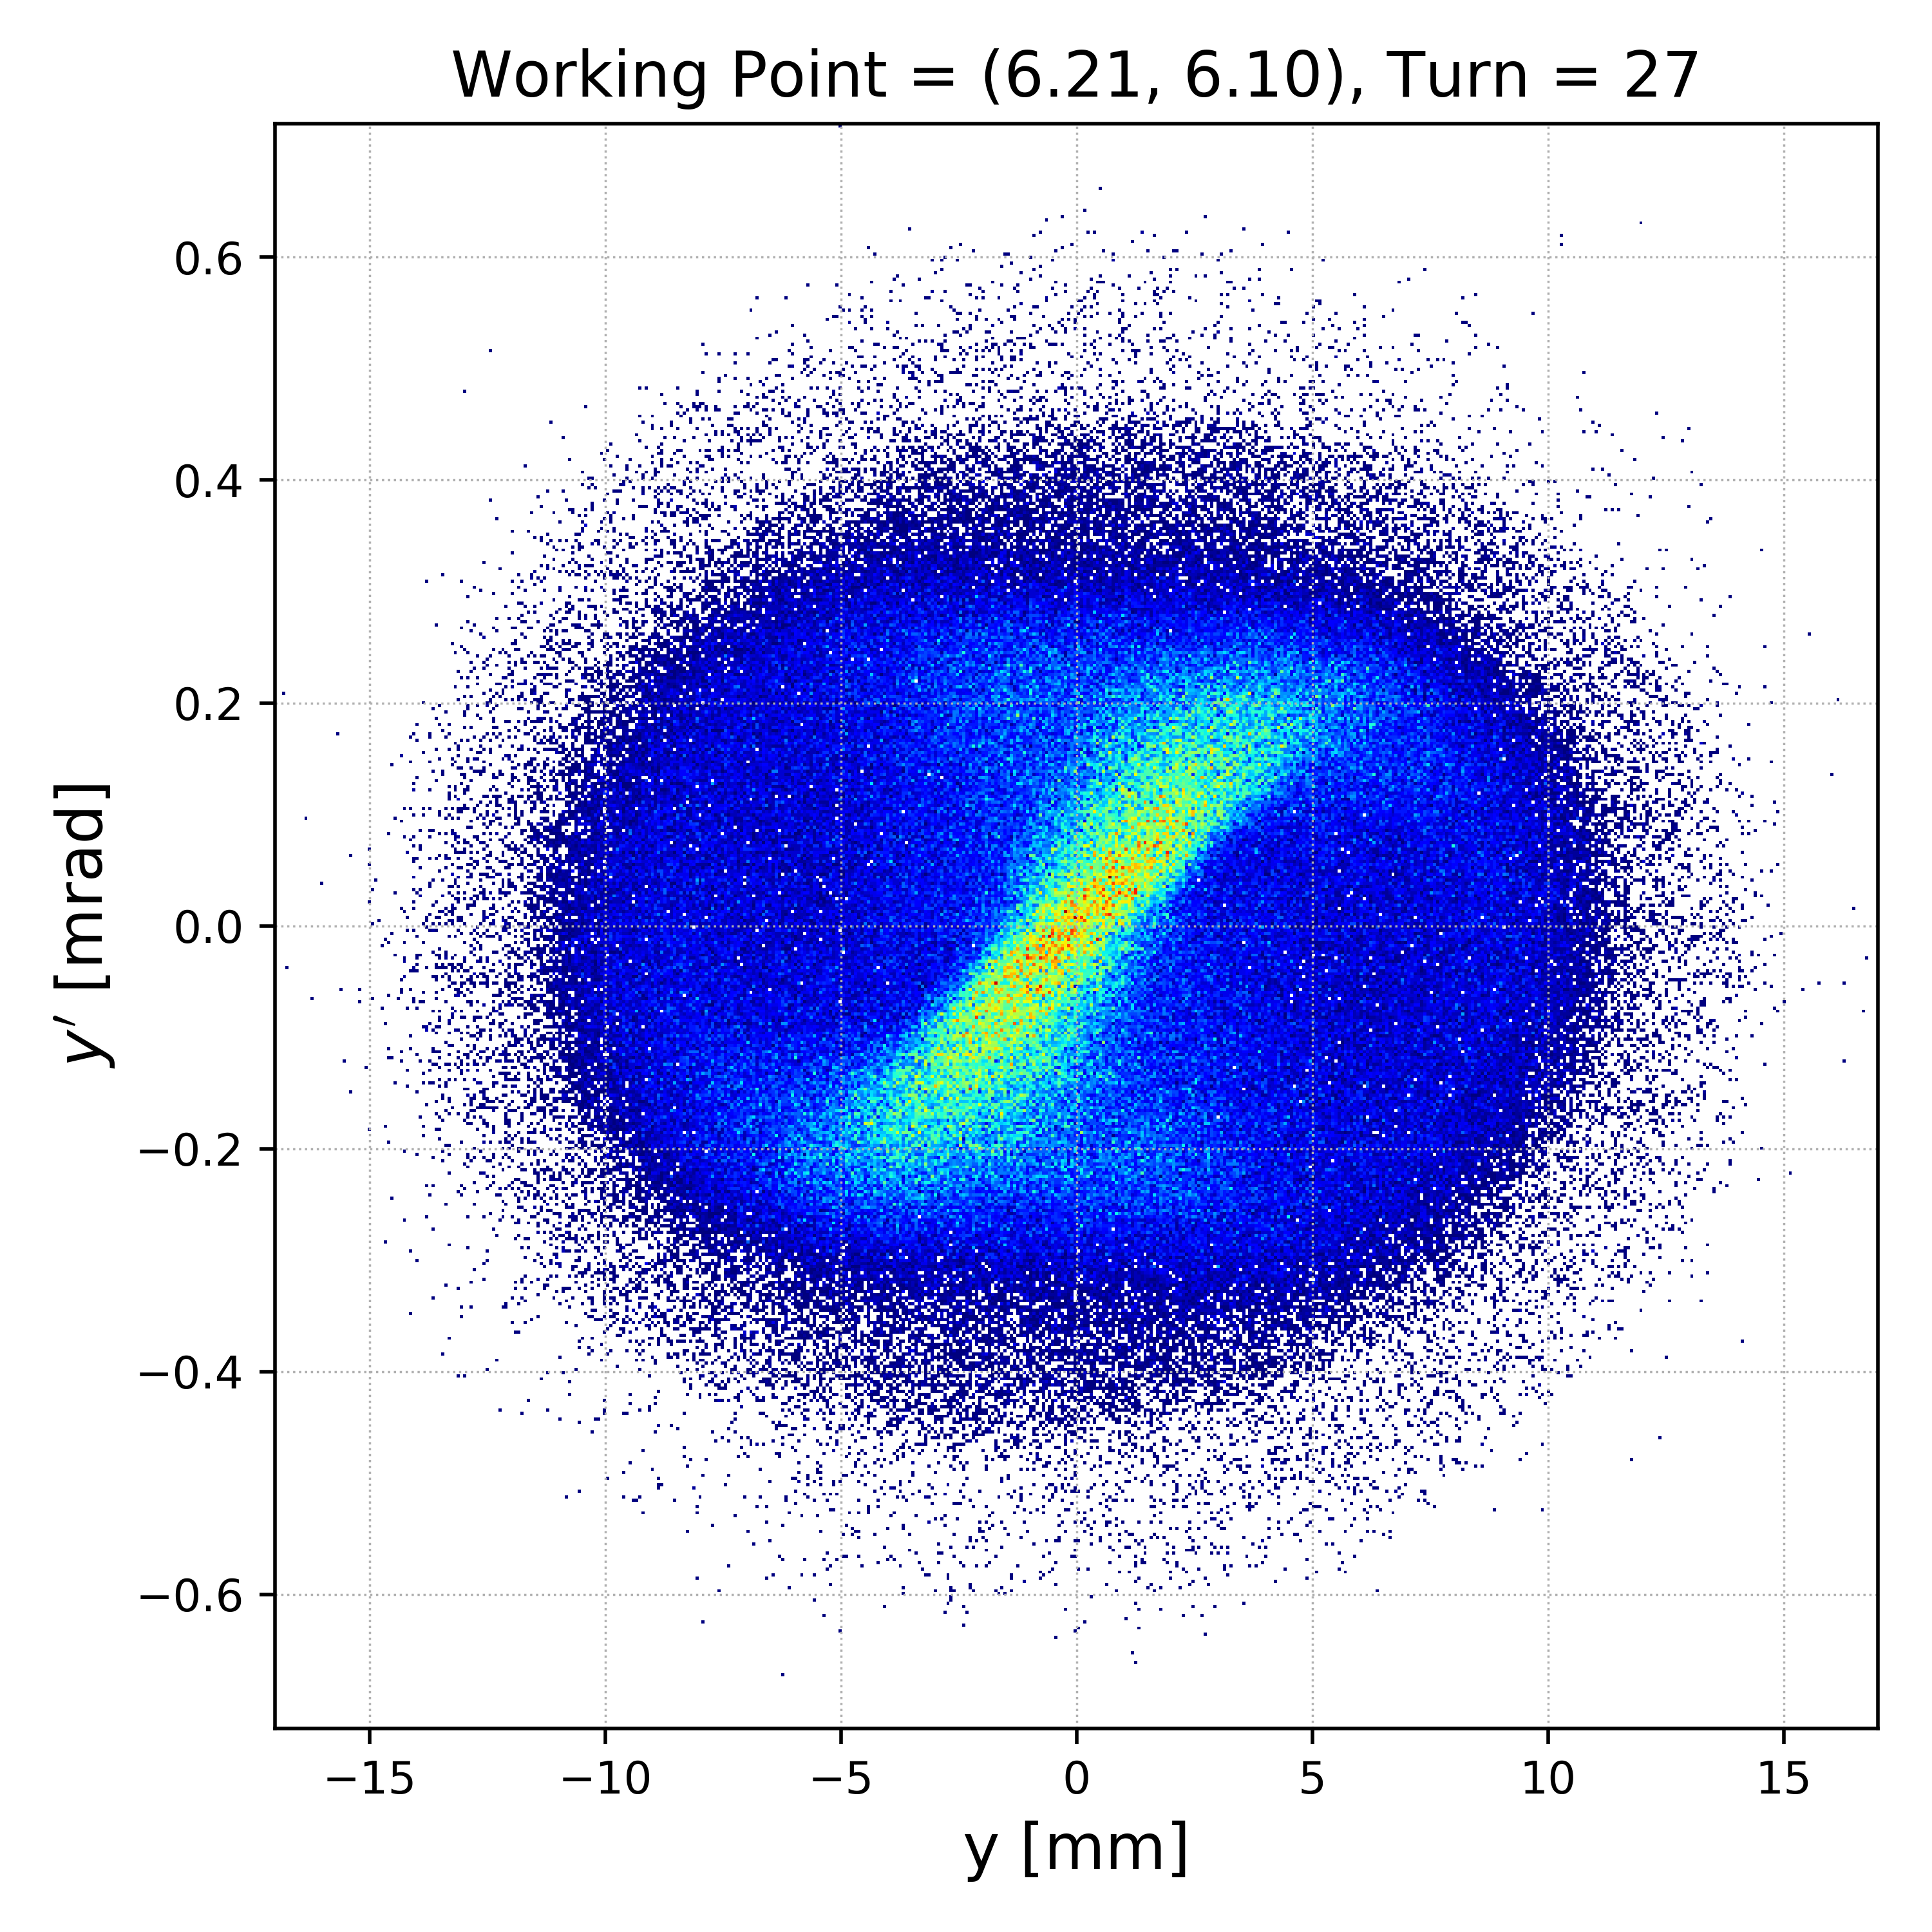 Working Point = (6.21, 6.10), Turn = 27
0.6
0.4
0.2
0.0
−0.2
−0.4
−0.6
y′ [mrad]
−15 −10 −5 0 5 10 15
y [mm]